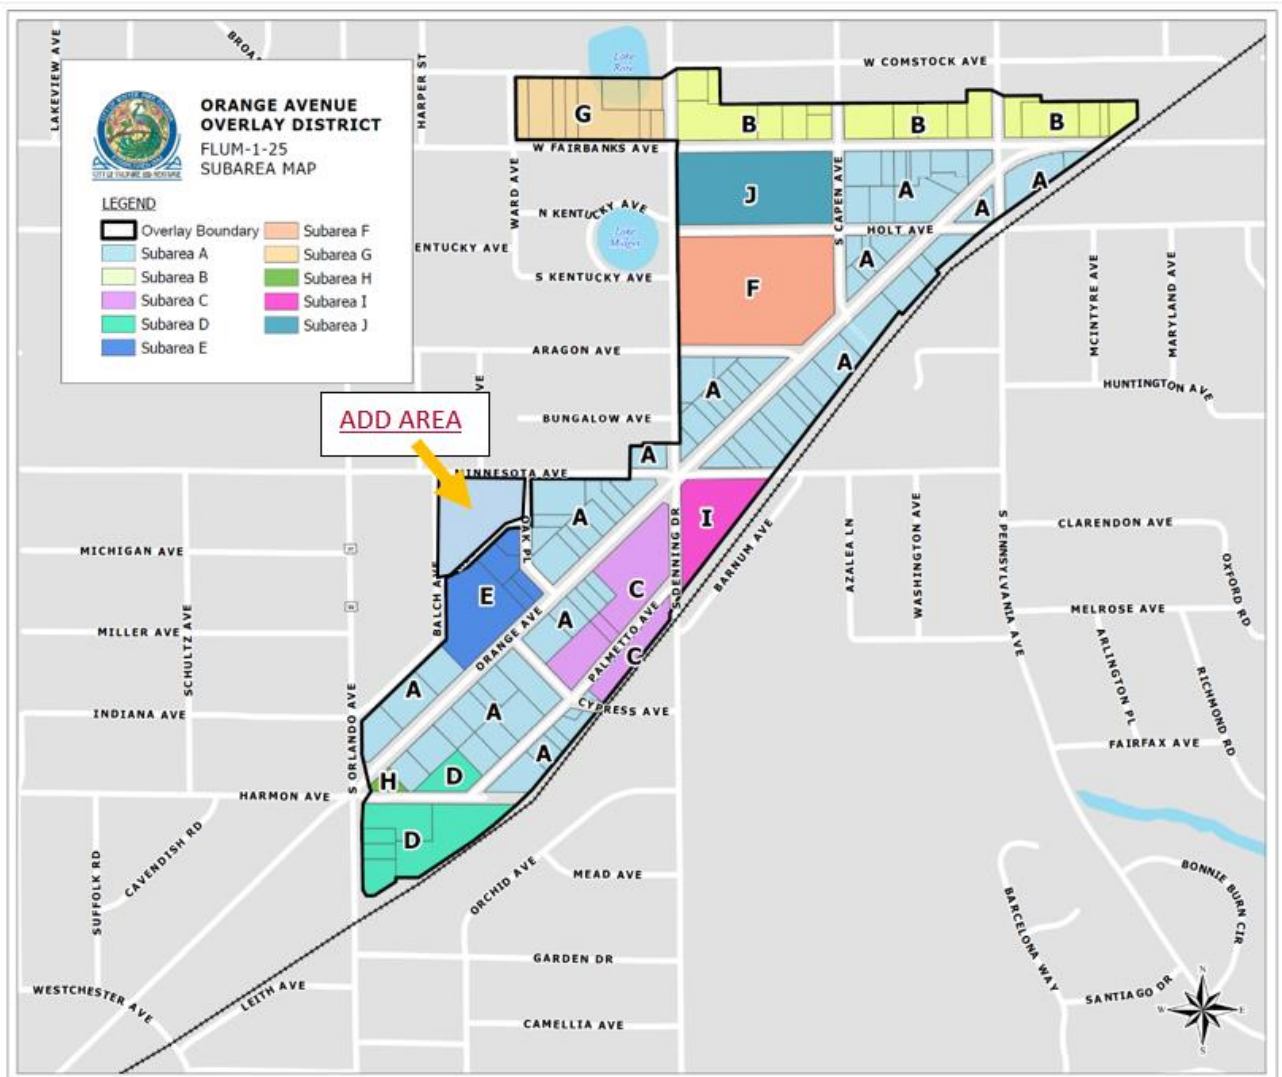 LAKEVIEW AVE
HARPER ST
W COMSTOCK AVE
Lake
Rose
ORANGE AVENUE
OVERLAY DISTRICT
FLUM-1-25
SUBAREA MAP
LEGEND
Overlay Boundary
Subarea A
Subarea B
Subarea C
Subarea D
Subarea E
Subarea F
Subarea G
Subarea H
Subarea I
Subarea J
G
B
B
B
W FAIRBANKS AVE
WARD AVE
N KENTUCKY AVE
Lake
ENTUCKY AVE
S KENTUCKY AVE
J
S CAPEN AVE
A
A
A
HOLT AVE
A
F
MCINTYRE AVE
MARYLAND AVE
ARAGON AVE
A
A
HUNTINGTON AVE
VE
ADD AREA
BUNGALOW AVE
A
MINNESOTA AVE
A
OAK PL
I
S DENNING DR
BARNUM AVE
AZALEA LN
WASHINGTON AVE
S PENNSYLVANIA AVE
CLARENDON AVE
OXFORD RD
MICHIGAN AVE
BALCH AVE
E
C
A
MELROSE AVE
MILLER AVE
SCHULTZ AVE
ORANGE AVE
PALMETTO AVE
C
ARLINGTON PL
RICHMOND RD
A
A
CYPRESS AVE
INDIANA AVE
S ORLANDO AVE
FAIRFAX AVE
A
H
D
HARMON AVE
D
CAVENDISH RD
SUFFOLK RD
ORCHID AVE
MEAD AVE
BONNIE BURN CIR
BARCELONA WAY
GARDEN DR
WESTCHESTER AVE
LEITH AVE
SANTIAGO DR
CAMELLIA AVE
N
W
E
S